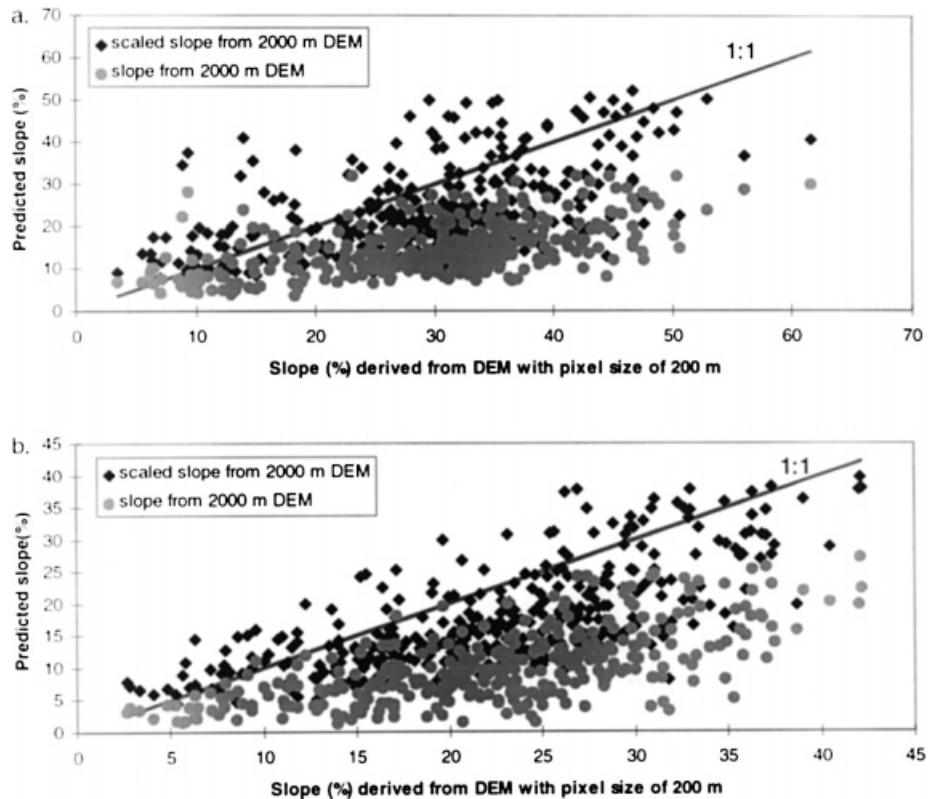 a.
70
60
50
40
30
20
10
0
Predicted slope (%)
scaled slope from 2000 m DEM
slope from 2000 m DEM
1:1
0 10 20 30 40 50 60 70
Slope (%) derived from DEM with pixel size of 200 m
b.
45
40
35
30
25
20
15
10
5
0
Predicted slope(%)
scaled slope from 2000 m DEM
slope from 2000 m DEM
1:1
0 5 10 15 20 25 30 35 40 45
Slope (%) derived from DEM with pixel size of 200 m